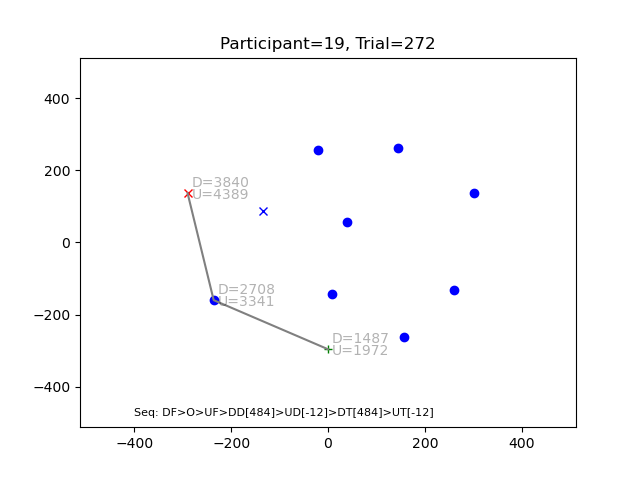 Participant=19, Trial=272
400
200
0
−200
−400
D=3840
U=4389
D=2708
U=3341
D=1487
U=1972
Seq: DF>O>UF>DD[484]>UD[-12]>DT[484]>UT[-12]
−400 −200 0 200 400